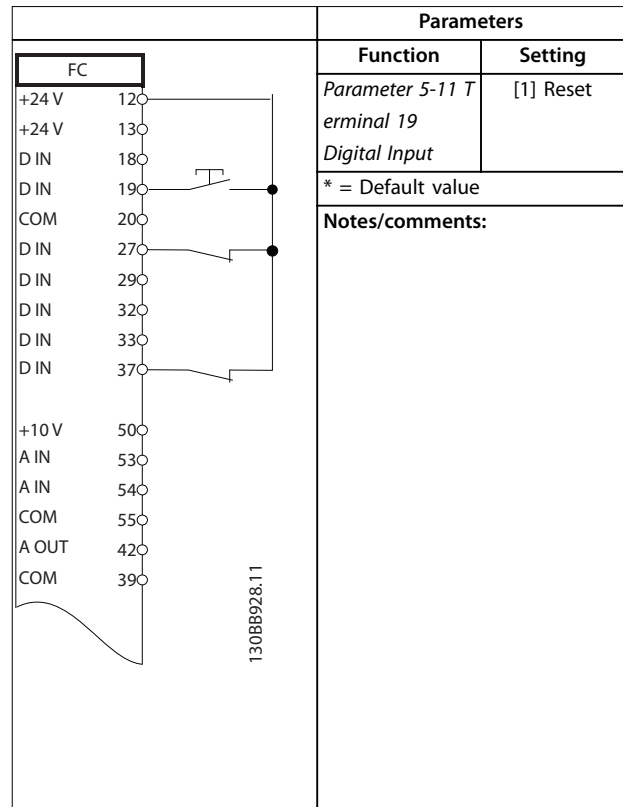 Parameters
Function Setting
Parameter 5-11 T [1] Reset
erminal 19
Digital Input
* = Default value
Notes/comments:
FC
+24 V 12
+24 V 13
D IN 18
D IN 19
COM 20
D IN 27
D IN 29
D IN 32
D IN 33
D IN 37
+10 V 50
A IN 53
A IN 54
COM 55
A OUT 42
COM 39
130BB928.11